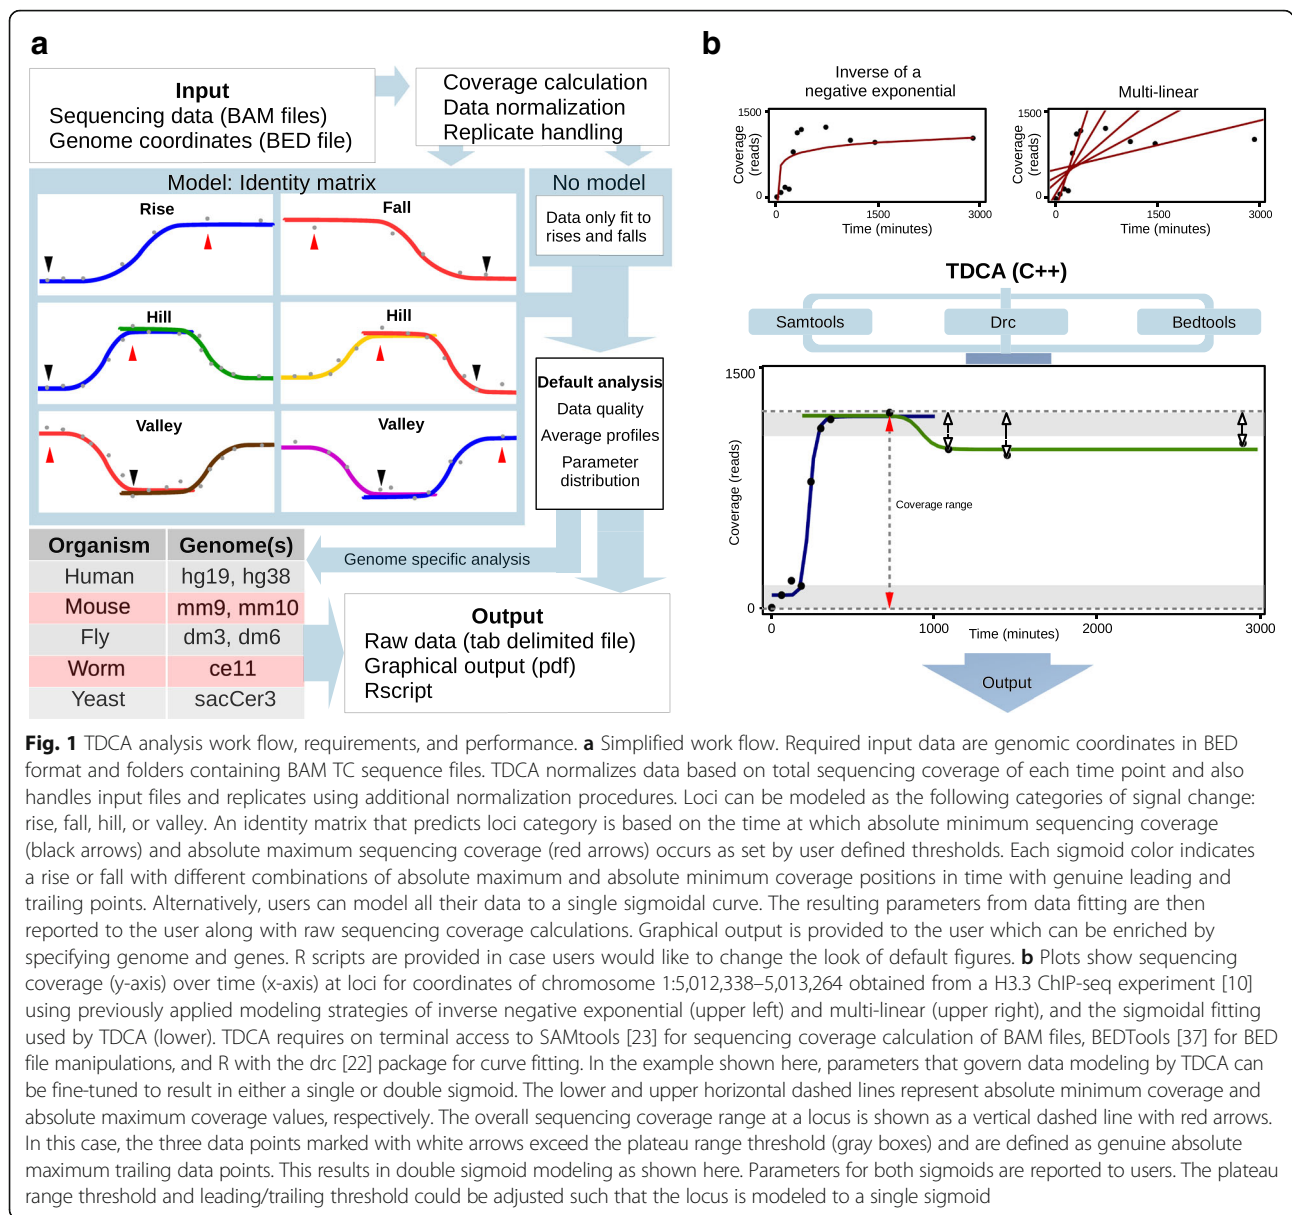 a
Input
Sequencing data (BAM files)
Genome coordinates (BED file)
Coverage calculation
Data normalization
Replicate handling
Model: Identity matrix
Rise
Fall
Hill
Hill
Valley
Valley
No model
Data only fit to
rises and falls
Default analysis
Data quality
Average profiles
Parameter
distribution
Genome specific analysis
Organism Genome(s)
Human hg19, hg38
Mouse mm9, mm10
Fly dm3, dm6
Worm ce11
Yeast sacCer3
Output
Raw data (tab delimited file)
Graphical output (pdf)
Rscript
b
Inverse of a
negative exponential
1500
Coverage
(reads)
0
0 1500 3000
Time (minutes)
Multi-linear
1500
Coverage
(reads)
0
0 1500 3000
Time (minutes)
TDCA (C++)
Samtools Drc Bedtools
1500
Coverage (reads)
Coverage range
0
0 1000 2000 3000
Time (minutes)
Output
Fig. 1 TDCA analysis work flow, requirements, and performance. a Simplified work flow. Required input data are genomic coordinates in BED
format and folders containing BAM TC sequence files. TDCA normalizes data based on total sequencing coverage of each time point and also
handles input files and replicates using additional normalization procedures. Loci can be modeled as the following categories of signal change:
rise, fall, hill, or valley. An identity matrix that predicts loci category is based on the time at which absolute minimum sequencing coverage
(black arrows) and absolute maximum sequencing coverage (red arrows) occurs as set by user defined thresholds. Each sigmoid color indicates
a rise or fall with different combinations of absolute maximum and absolute minimum coverage positions in time with genuine leading and
trailing points. Alternatively, users can model all their data to a single sigmoidal curve. The resulting parameters from data fitting are then
reported to the user along with raw sequencing coverage calculations. Graphical output is provided to the user which can be enriched by
specifying genome and genes. R scripts are provided in case users would like to change the look of default figures. b Plots show sequencing
coverage (y-axis) over time (x-axis) at loci for coordinates of chromosome 1:5,012,338–5,013,264 obtained from a H3.3 ChIP-seq experiment [10]
using previously applied modeling strategies of inverse negative exponential (upper left) and multi-linear (upper right), and the sigmoidal fitting
used by TDCA (lower). TDCA requires on terminal access to SAMtools [23] for sequencing coverage calculation of BAM files, BEDTools [37] for BED
file manipulations, and R with the drc [22] package for curve fitting. In the example shown here, parameters that govern data modeling by TDCA can
be fine-tuned to result in either a single or double sigmoid. The lower and upper horizontal dashed lines represent absolute minimum coverage and
absolute maximum coverage values, respectively. The overall sequencing coverage range at a locus is shown as a vertical dashed line with red arrows.
In this case, the three data points marked with white arrows exceed the plateau range threshold (gray boxes) and are defined as genuine absolute
maximum trailing data points. This results in double sigmoid modeling as shown here. Parameters for both sigmoids are reported to users. The plateau
range threshold and leading/trailing threshold could be adjusted such that the locus is modeled to a single sigmoid